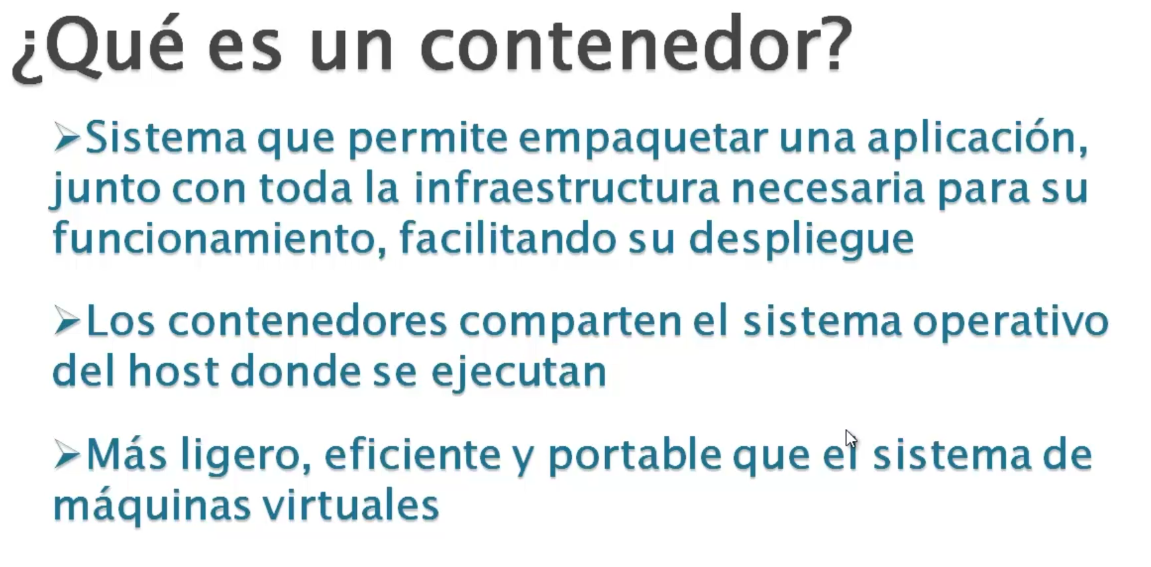 ¿Qué es un contenedor?
➢Sistema que permite empaquetar una aplicación,
junto con toda la infraestructura necesaria para su
funcionamiento, facilitando su despliegue
➢Los contenedores comparten el sistema operativo
del host donde se ejecutan
➢Más ligero, eficiente y portable que el sistema de
máquinas virtuales